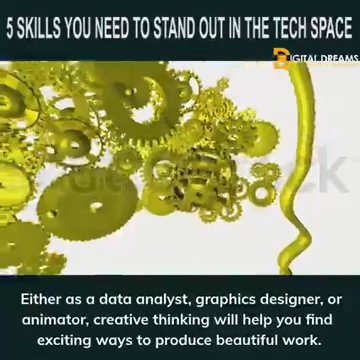 5 SKILLS YOU NEED TO STAND OUT IN THE TECH SPACE
DIGITAL DREAMS
Either as a data analyst, graphics designer, or
animator, creative thinking will help you find
exciting ways to produce beautiful work.